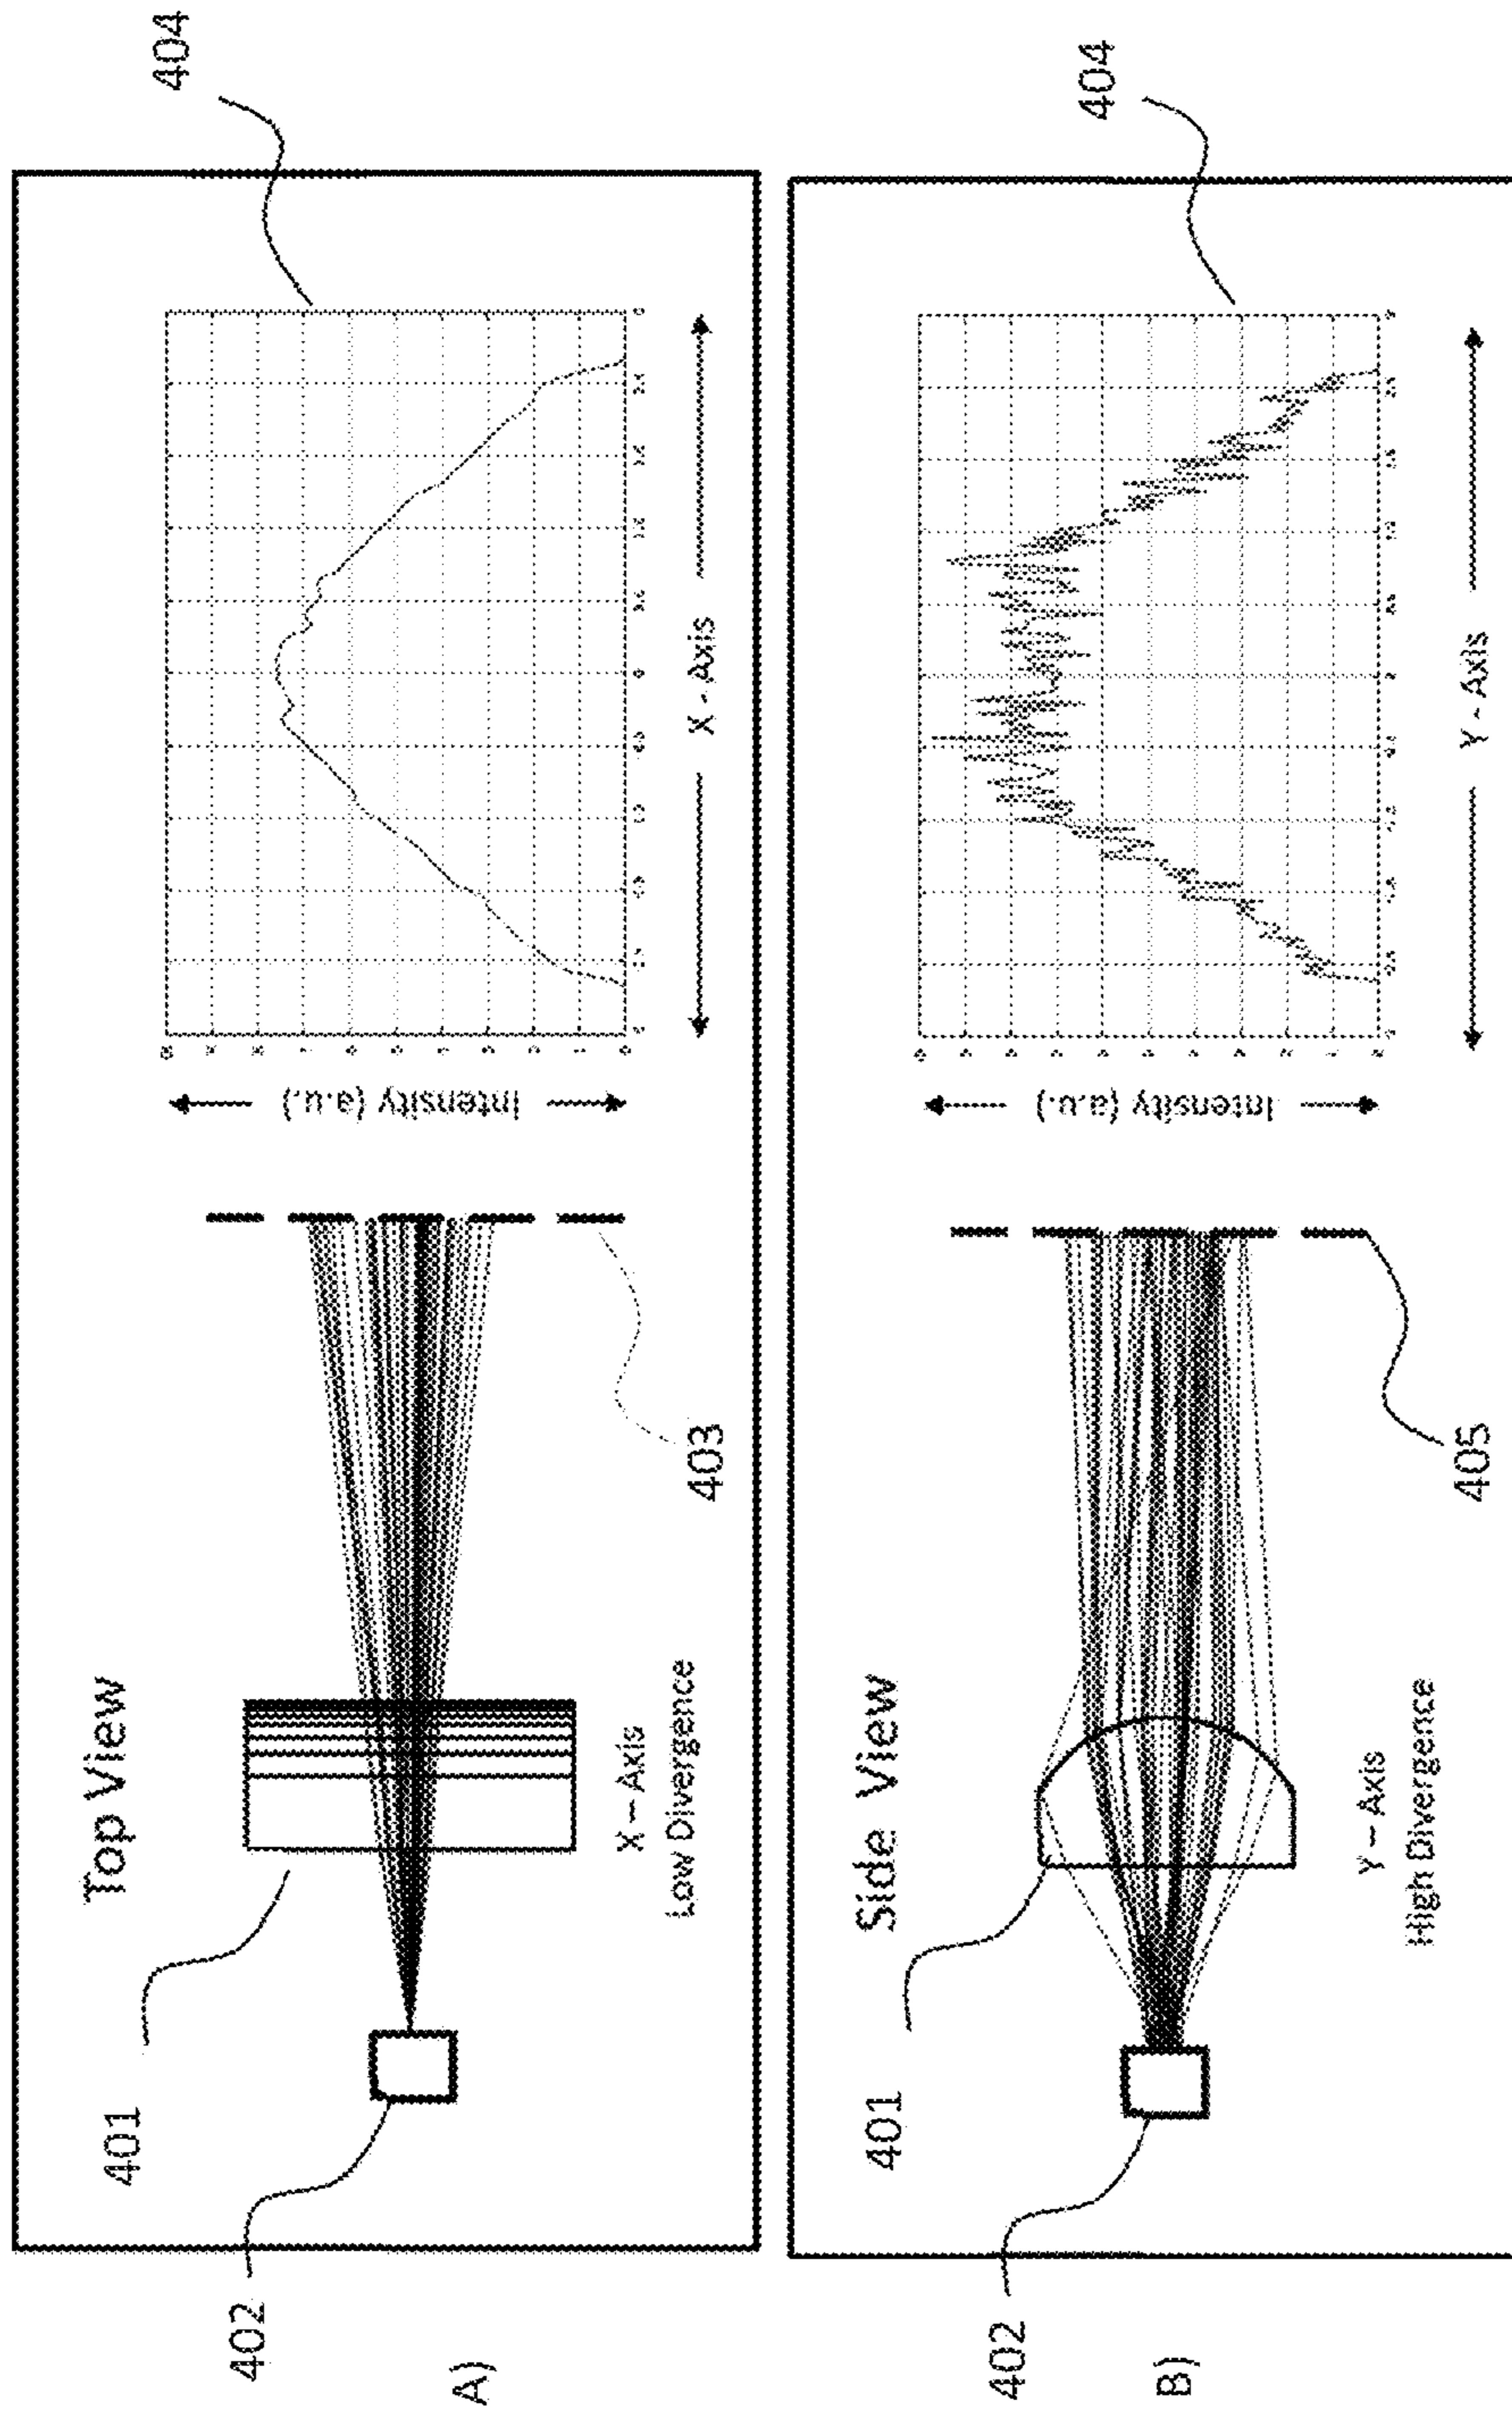 A)
402
401
Top View
X – Axis
Low Divergence
403
Intensity (a.u.)
X - Axis
404
B)
402
401
Side View
Y – Axis
High Divergence
405
Intensity (a.u.)
Y - Axis
404